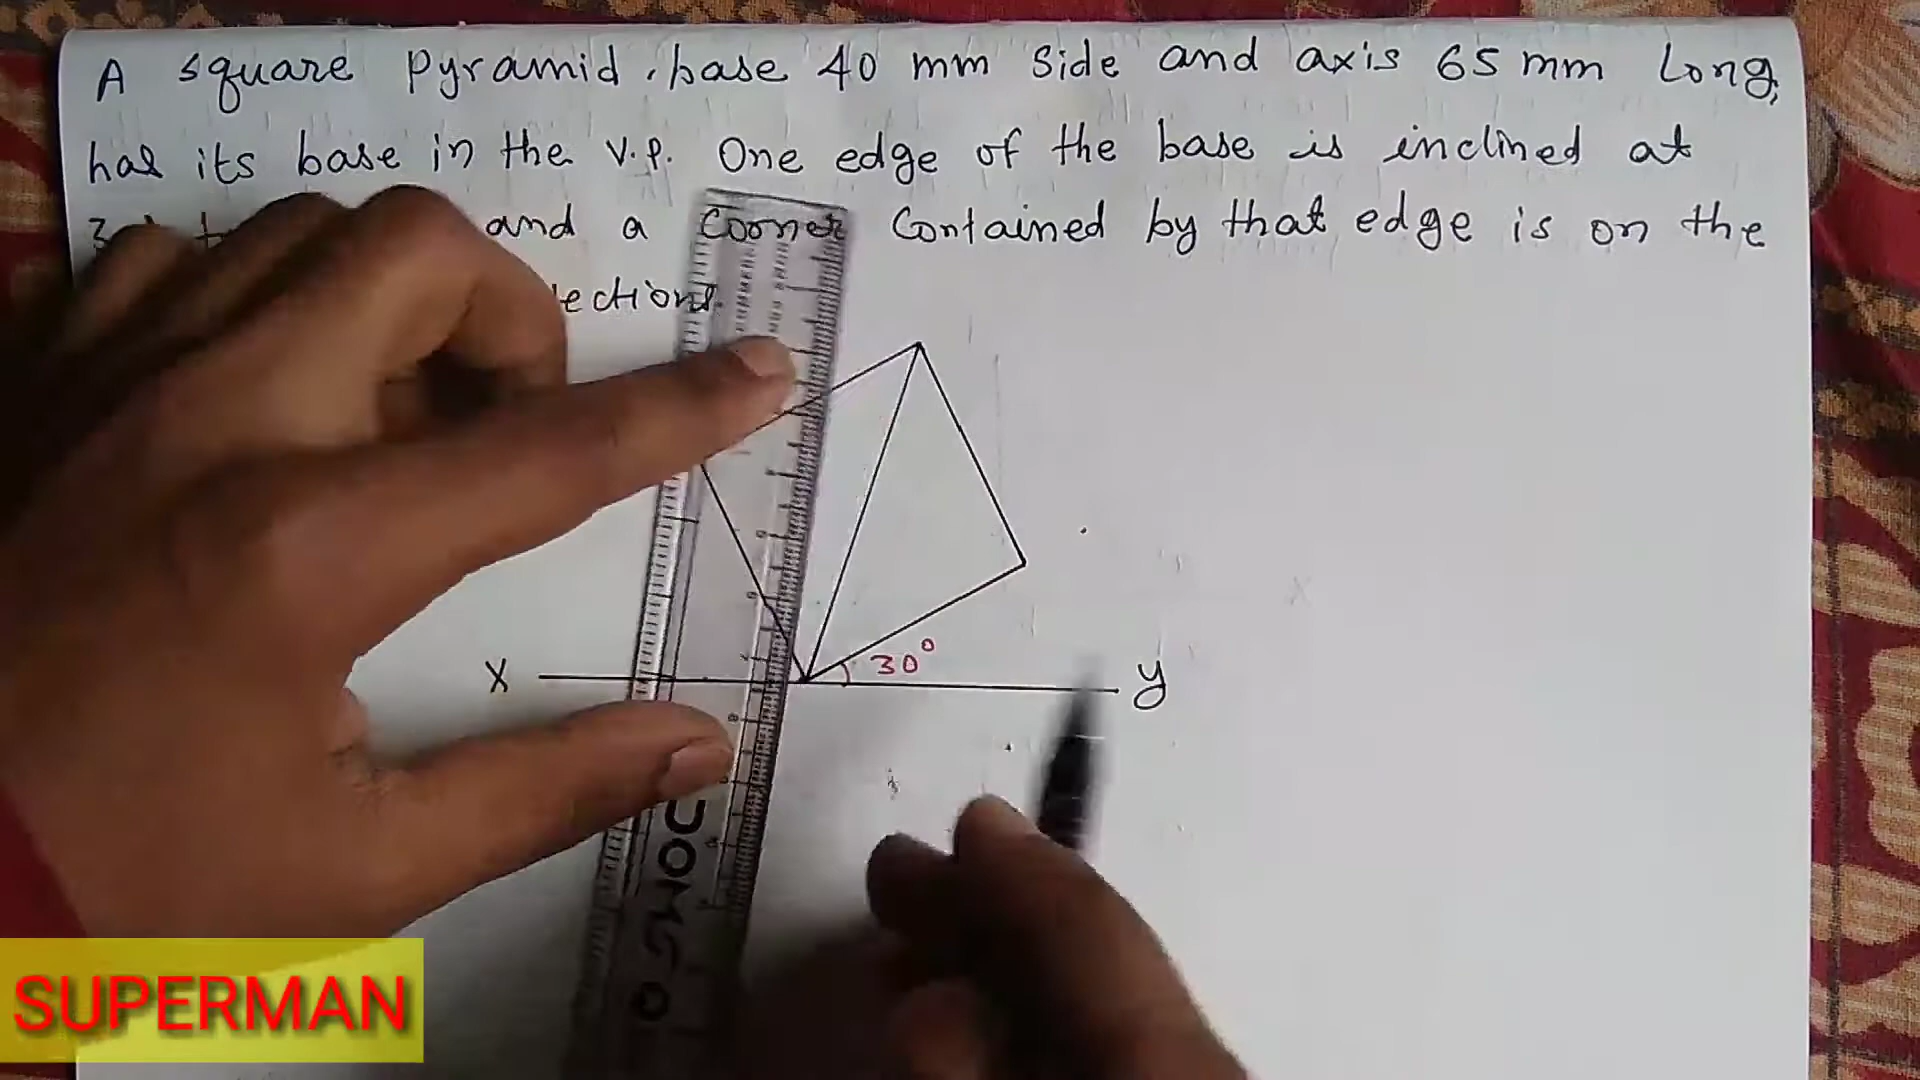 A square pyramid, base 40 mm side and axis 65 mm long,
has its base in the V.P. One edge of the base is inclined at
and a corner contained by that edge is on the
ections.
30°
X y
SUPERMAN